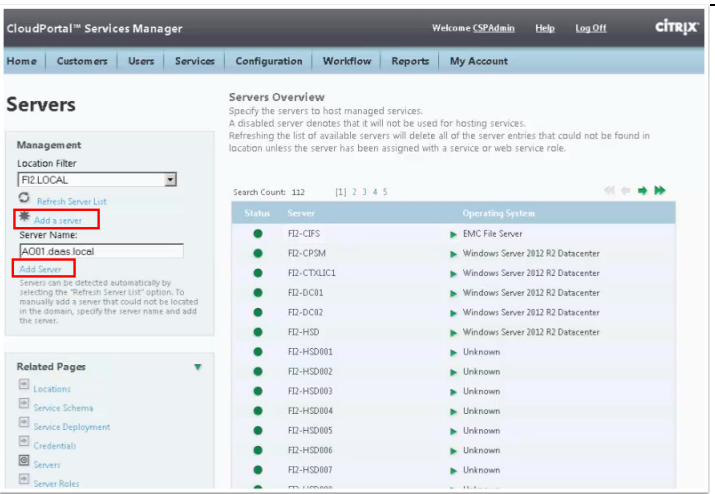 CloudPortal™ Services Manager
Welcome CSPAdmin Help Log Off
CITRIX
Home Customers Users Services Configuration Workflow Reports My Account
Servers
Management
Location Filter
FI2.LOCAL
Refresh Server List
Add a server
Server Name:
AO01.daas.local
Add Server
Servers can be detected automatically by
selecting the "Refresh Server List" option. To
manually add a server that could not be located
in the domain, specify the server name and add
the server.
Related Pages
Locations
Service Schema
Service Deployment
Credentials
Servers
Server Roles
Servers Overview
Specify the servers to host managed services.
A disabled server denotes that it will not be used for hosting services.
Refreshing the list of available servers will delete all of the server entries that could not be found in
location unless the server has been assigned with a service or web service role.
Search Count: 112 [1] 2 3 4 5
Status Server Operating System
FI2-CIFS EMC File Server
FI2-CPSM Windows Server 2012 R2 Datacenter
FI2-CTXLIC1 Windows Server 2012 R2 Datacenter
FI2-DC01 Windows Server 2012 R2 Datacenter
FI2-DC02 Windows Server 2012 R2 Datacenter
FI2-HSD Windows Server 2012 R2 Datacenter
FI2-HSD001 Unknown
FI2-HSD002 Unknown
FI2-HSD003 Unknown
FI2-HSD004 Unknown
FI2-HSD005 Unknown
FI2-HSD006 Unknown
FI2-HSD007 Unknown